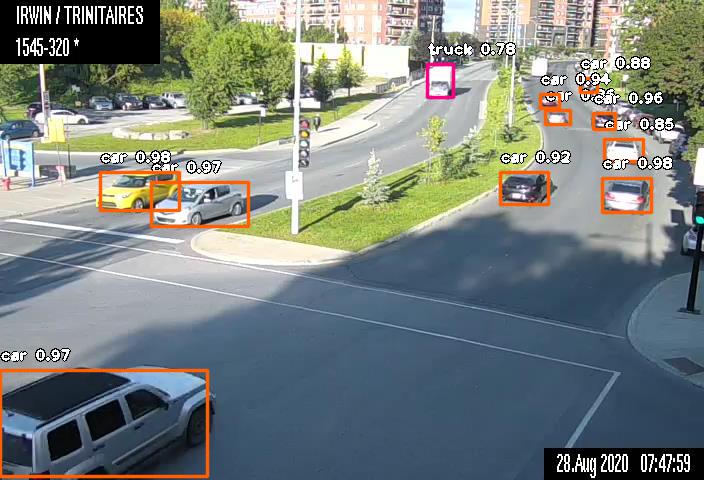 IRWIN / TRINITAIRES
1545-320 *
truck 0.78
car 0.88
car 0.94
car 0.96
car 0.85
car 0.98
car 0.97
car 0.92
car 0.98
car 0.97
28.Aug 2020 07:47:59